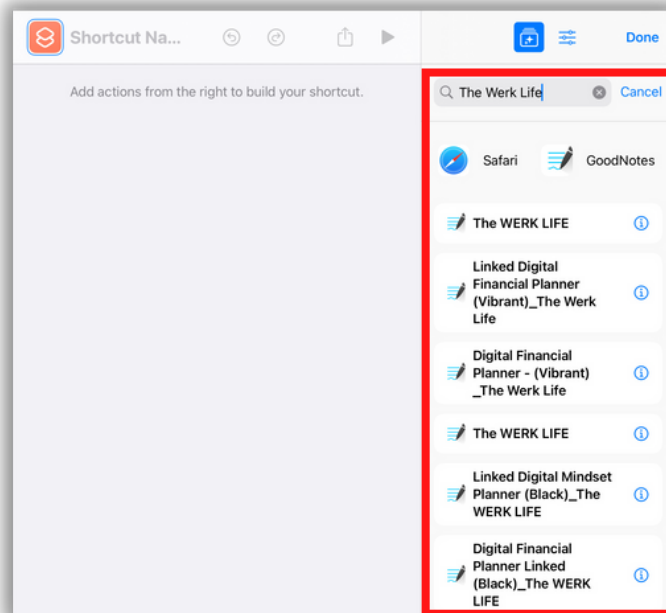 Shortcut Na...
Done
Add actions from the right to build your shortcut.
The Werk Life
Cancel
Safari
GoodNotes
The WERK LIFE
Linked Digital
Financial Planner
(Vibrant)_The Werk
Life
Digital Financial
Planner - (Vibrant)
_The Werk Life
The WERK LIFE
Linked Digital Mindset
Planner (Black)_The
WERK LIFE
Digital Financial
Planner Linked
(Black)_The WERK
LIFE